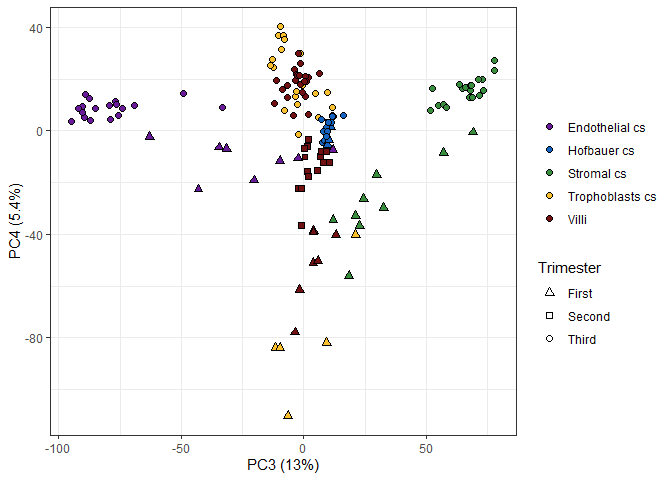 40
0
-40
-80
PC4 (5.4%)
-100
-50
0
50
PC3 (13%)
Endothelial cs
Hofbauer cs
Stromal cs
Trophoblasts cs
Villi
Trimester
First
Second
Third